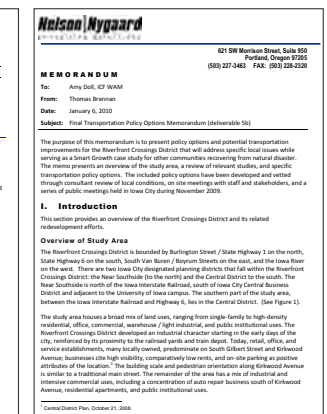 Nelson|Nygaard
consulting associates
621 SW Morrison Street, Suite 950
Portland, Oregon 97205
(503) 227-3463 FAX: (503) 228-2320
MEMORANDUM
To: Amy Doll, ICF WAM
From: Thomas Brennan
Date: January 6, 2010
Subject: Final Transportation Policy Options Memorandum (deliverable 5b)
The purpose of this memorandum is to present policy options and potential transportation
improvements for the Riverfront Crossings District that will address specific local issues while
serving as a Smart Growth case study for other communities recovering from natural disaster.
The memo presents an overview of the study area, a review of relevant studies, and specific
transportation policy options. The included policy options have been developed and vetted
through consultant review of local conditions, on site meetings with staff and stakeholders, and a
series of public meetings held in Iowa City during November 2009.
I. Introduction
This section provides an overview of the Riverfront Crossings District and its related
redevelopment efforts.
Overview of Study Area
The Riverfront Crossings District is bounded by Burlington Street / State Highway 1 on the north,
State Highway 6 on the south, South Van Buren / Boyrum Streets on the east, and the Iowa River
on the west. There are two Iowa City designated planning districts that fall within the Riverfront
Crossings District: the Near Southside (to the north) and the Central District to the south. The
Near Southside is north of the Iowa Interstate Railroad, south of Iowa City Central Business
District and adjacent to the University of Iowa campus. The southern part of the study area,
between the Iowa Interstate Railroad and Highway 6, lies in the Central District. (See Figure 1).
The study area houses a broad mix of land uses, ranging from single-family to high-density
residential, office, commercial, warehouse / light industrial, and public institutional uses. The
Riverfront Crossings District developed an industrial character starting in the early days of the
city, reinforced by its proximity to the railroad yards and train depot. Today, retail, office, and
service establishments, many locally owned, predominate on South Gilbert Street and Kirkwood
Avenue; businesses cite high visibility, comparatively low rents, and on-site parking as positive
attributes of the location.¹ The building scale and pedestrian orientation along Kirkwood Avenue
is similar to a traditional main street. The remainder of the area has a mix of industrial and
intensive commercial uses, including a concentration of auto repair business south of Kirkwood
Avenue, residential apartments, and public institutional uses.
¹ Central District Plan, October 21, 2008.